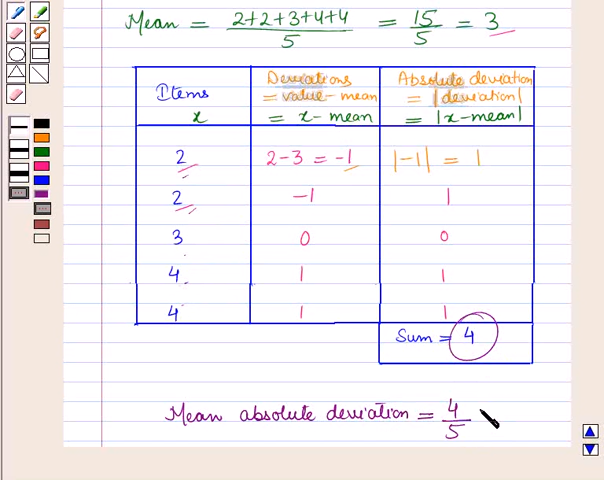 Mean = 2+2+3+4+4 / 5 = 15 / 5 = 3
Items x | Deviations = value - mean = x - mean | Absolute deviation = |deviation| = |x - mean|
2 | 2 - 3 = -1 | |-1| = 1
2 | -1 | 1
3 | 0 | 0
4 | 1 | 1
4 | 1 | 1
Sum = 4
Mean absolute deviation = 4 / 5